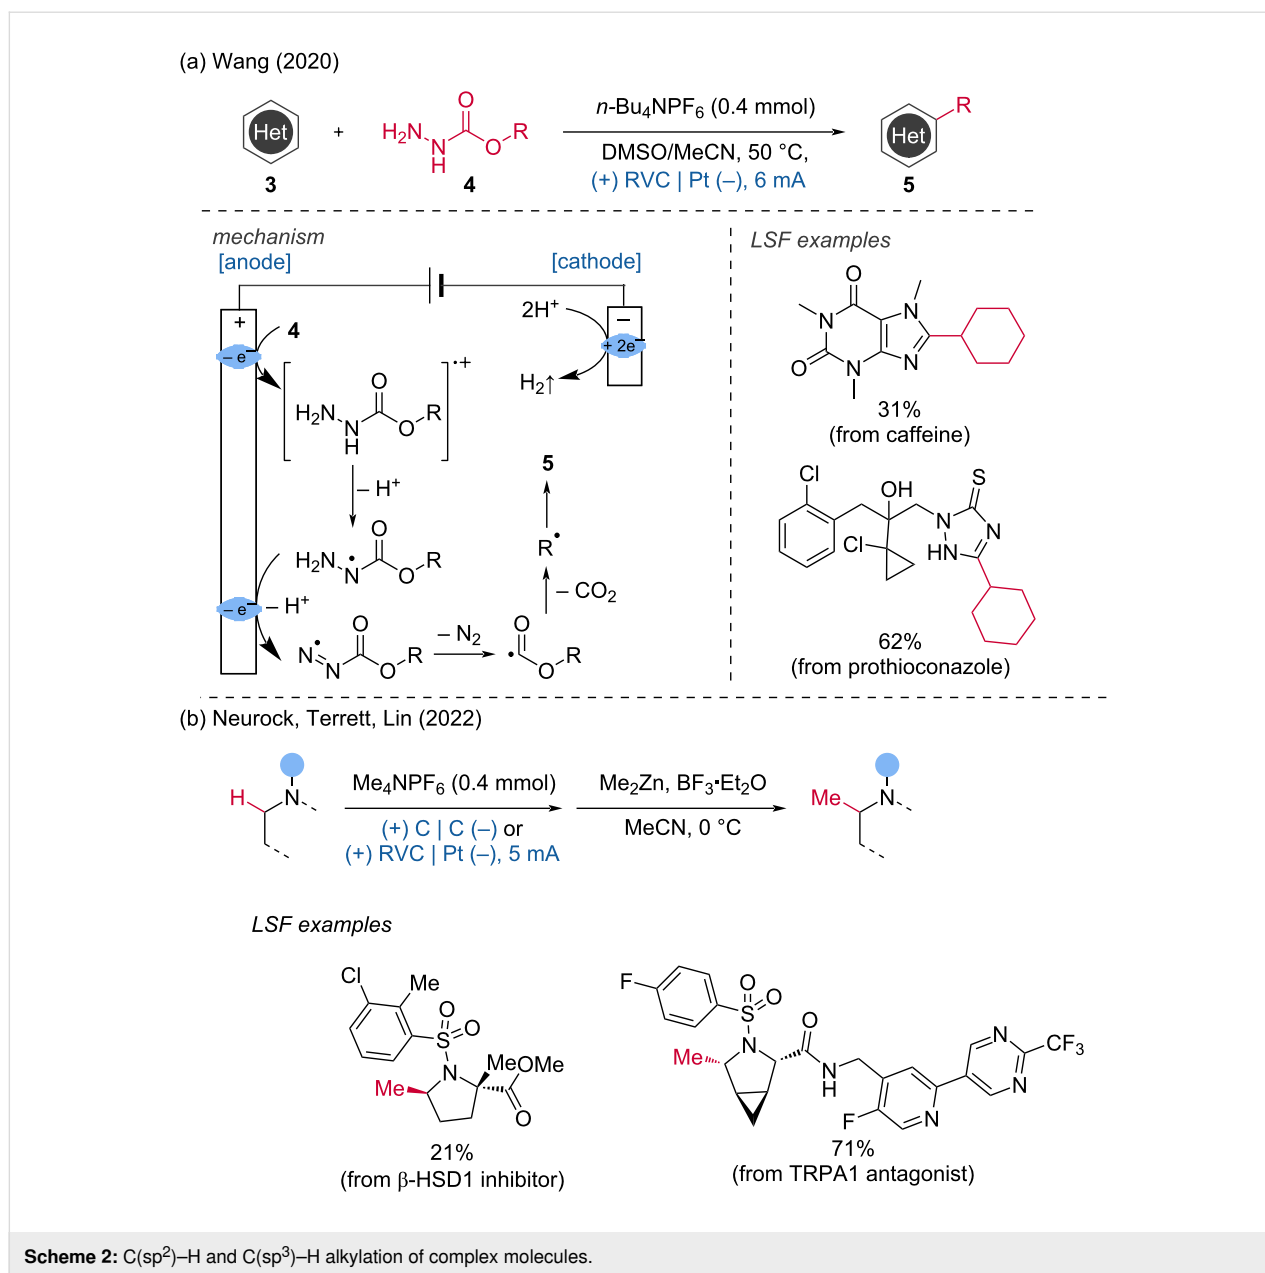 (a) Wang (2020)
Het
3
+
H₂N
N
H
O
O
R
4
n-Bu₄NPF₆ (0.4 mmol)
DMSO/MeCN, 50 °C,
(+) RVC | Pt (–), 6 mA
Het
R
5
mechanism
[anode]
[cathode]
+
4
– e⁻
H₂N
N
H
O
O
R
•+
– H⁺
H₂N
N
•
O
O
R
– e⁻
– H⁺
N
•
N
O
O
R
– N₂
•
O
O
R
– CO₂
R•
5
2H⁺
–
+ 2e⁻
H₂↑
LSF examples
O
N
N
O
N
N
31%
(from caffeine)
Cl
OH
Cl
S
N
N
HN
62%
(from prothioconazole)
(b) Neurock, Terrett, Lin (2022)
H
N
Me₄NPF₆ (0.4 mmol)
(+) C | C (–) or
(+) RVC | Pt (–), 5 mA
Me₂Zn, BF₃·Et₂O
MeCN, 0 °C
Me
N
LSF examples
Cl
Me
O
O
S
N
Me
Me
OMe
O
21%
(from β-HSD1 inhibitor)
F
O
O
S
N
Me
O
N
H
F
N
N
N
CF₃
71%
(from TRPA1 antagonist)
Scheme 2: C(sp²)–H and C(sp³)–H alkylation of complex molecules.